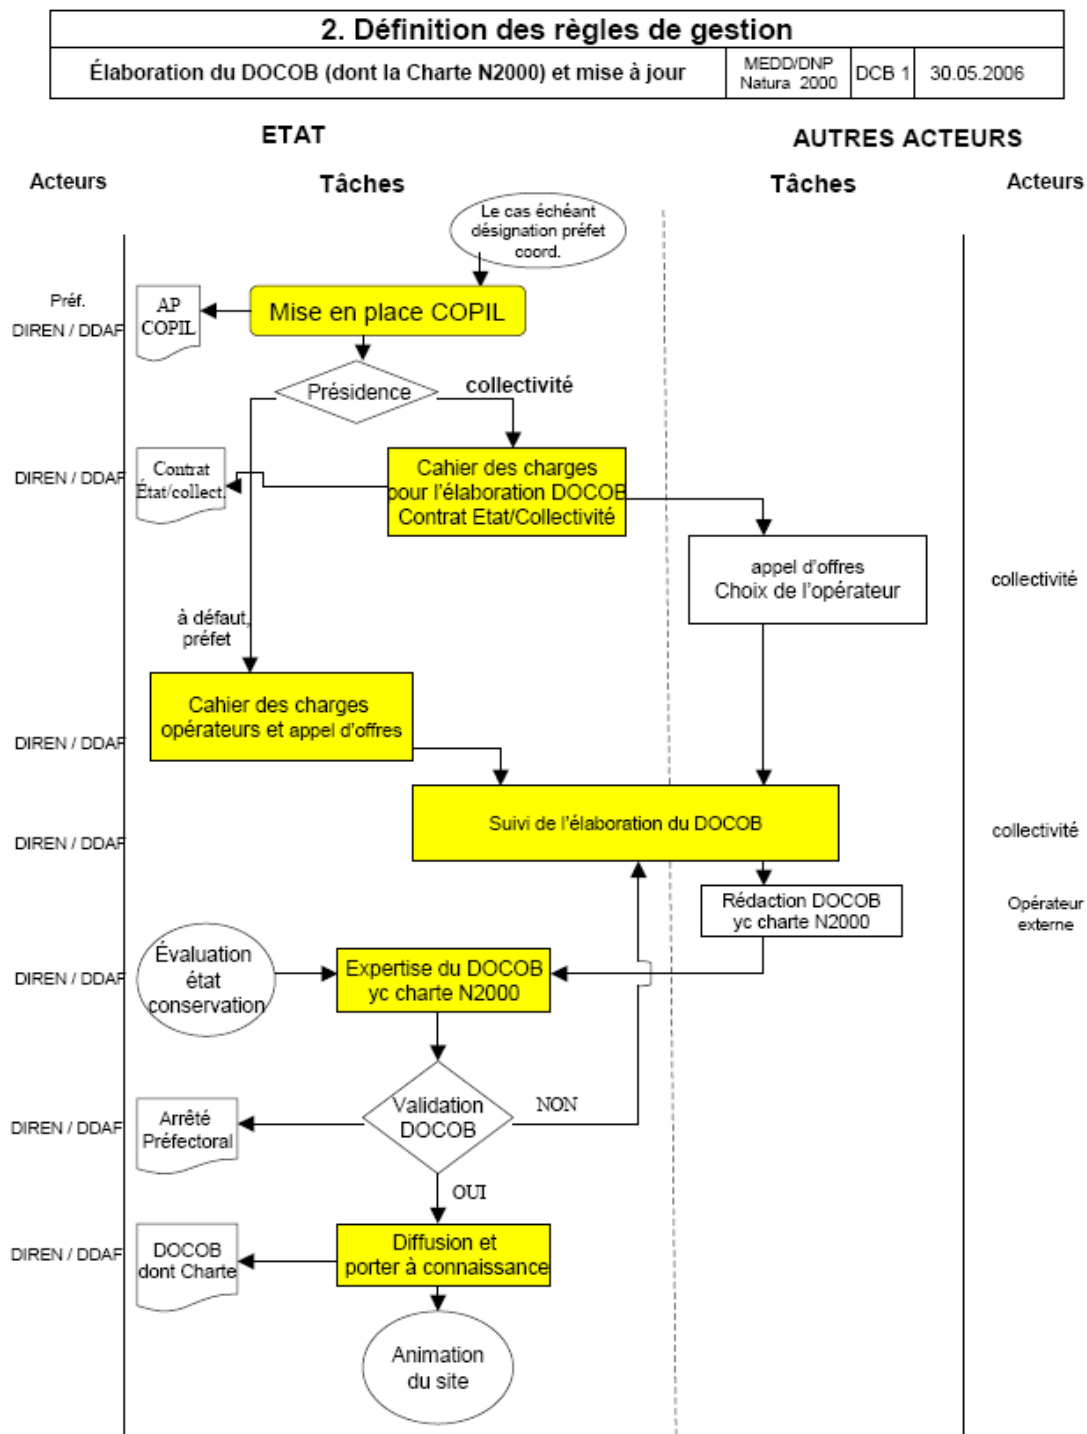 2. Définition des règles de gestion
Élaboration du DOCOB (dont la Charte N2000) et mise à jour
MEDD/DNP
Natura 2000
DCB 1
30.05.2006
ETAT
AUTRES ACTEURS
Acteurs
Tâches
Tâches
Acteurs
Le cas échéant
désignation préfet
coord.
Préf.
DIREN / DDAF
AP
COPIL
Mise en place COPIL
Présidence
collectivité
DIREN / DDAF
Contrat
État/collect.
Cahier des charges
pour l'élaboration DOCOB
Contrat Etat/Collectivité
appel d'offres
Choix de l'opérateur
collectivité
à défaut,
préfet
Cahier des charges
opérateurs et appel d'offres
DIREN / DDAF
Suivi de l'élaboration du DOCOB
DIREN / DDAF
collectivité
Rédaction DOCOB
yc charte N2000
Opérateur
externe
Évaluation
état
conservation
DIREN / DDAF
Expertise du DOCOB
yc charte N2000
Validation
DOCOB
NON
DIREN / DDAF
Arrêté
Préfectoral
OUI
DIREN / DDAF
DOCOB
dont Charte
Diffusion et
porter à connaissance
Animation
du site